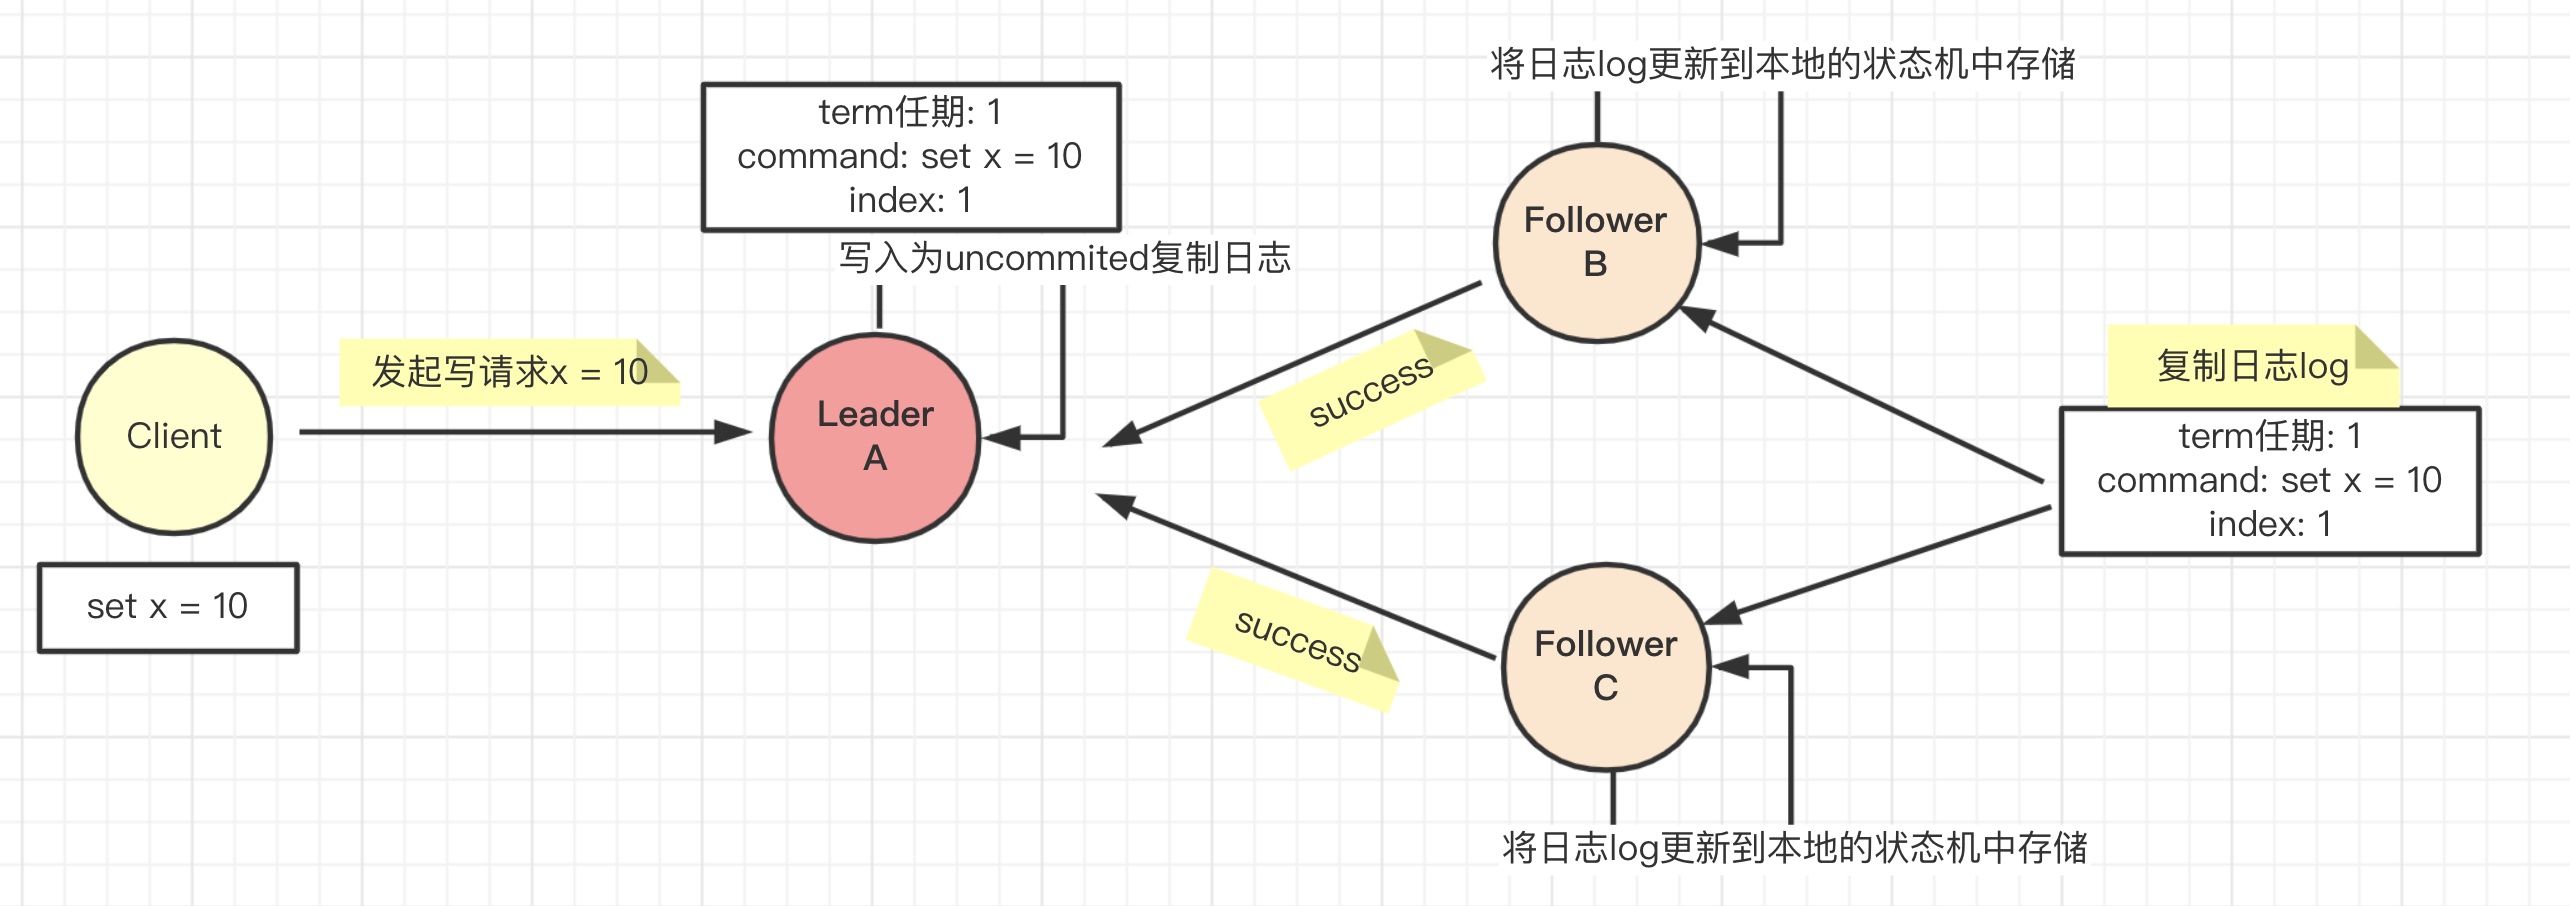 将日志log更新到本地的状态机中存储
term任期: 1
command: set x = 10
index: 1
写入为uncommited复制日志
Follower
B
发起写请求x = 10
success
复制日志log
Client
Leader
A
term任期: 1
command: set x = 10
index: 1
set x = 10
success
Follower
C
将日志log更新到本地的状态机中存储